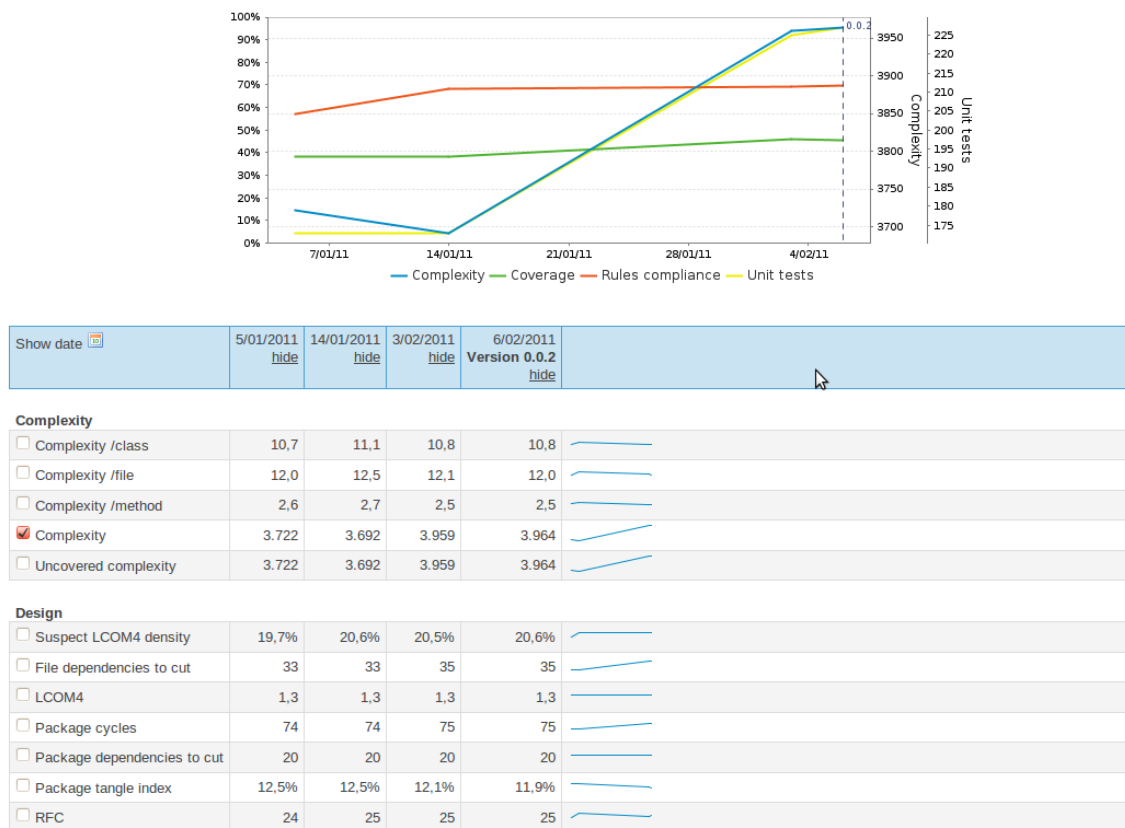 100%
90%
80%
70%
60%
50%
40%
30%
20%
10%
0%
0.0.2
3950
3900
3850
3800
3750
3700
Complexity
225
220
215
210
205
200
195
190
185
180
175
Unit tests
7/01/11 14/01/11 21/01/11 28/01/11 4/02/11
Complexity Coverage Rules compliance Unit tests
Show date 5/01/2011 14/01/2011 3/02/2011 6/02/2011
hide hide hide Version 0.0.2
hide
Complexity
Complexity /class 10,7 11,1 10,8 10,8
Complexity /file 12,0 12,5 12,1 12,0
Complexity /method 2,6 2,7 2,5 2,5
Complexity 3.722 3.692 3.959 3.964
Uncovered complexity 3.722 3.692 3.959 3.964
Design
Suspect LCOM4 density 19,7% 20,6% 20,5% 20,6%
File dependencies to cut 33 33 35 35
LCOM4 1,3 1,3 1,3 1,3
Package cycles 74 74 75 75
Package dependencies to cut 20 20 20 20
Package tangle index 12,5% 12,5% 12,1% 11,9%
RFC 24 25 25 25